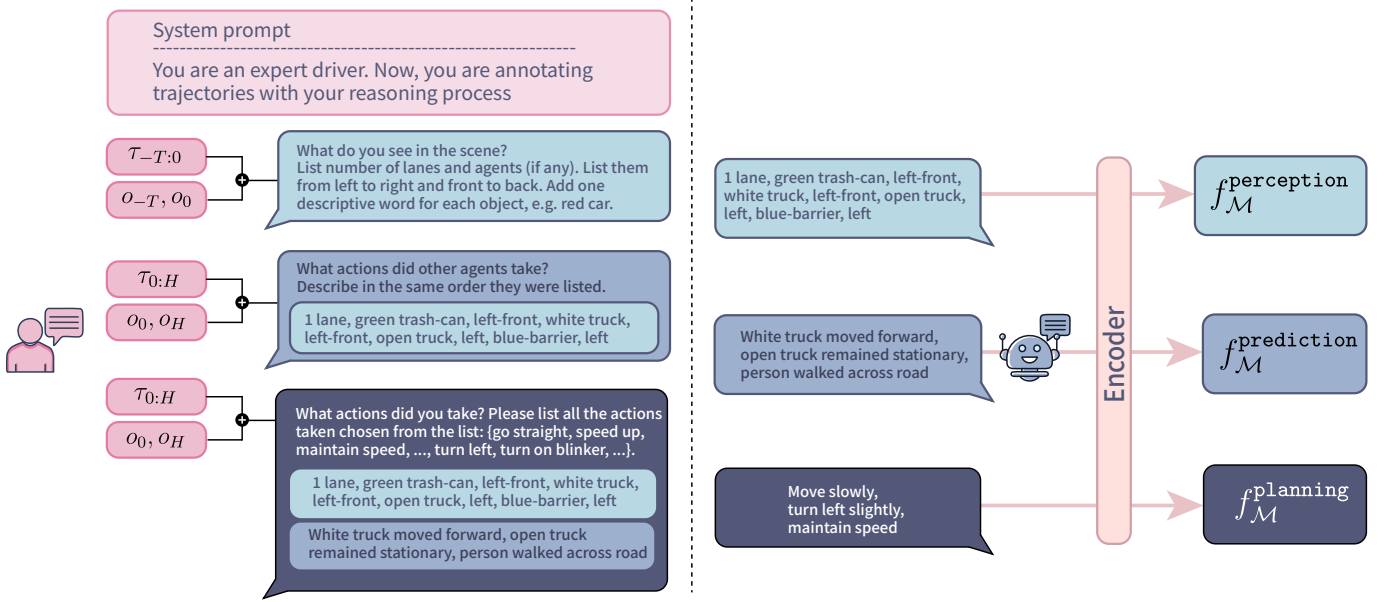 System prompt
You are an expert driver. Now, you are annotating
trajectories with your reasoning process
τ−T:0
o−T, o0
What do you see in the scene?
List number of lanes and agents (if any). List them
from left to right and front to back. Add one
descriptive word for each object, e.g. red car.
τ0:H
o0, oH
What actions did other agents take?
Describe in the same order they were listed.
1 lane, green trash-can, left-front, white truck,
left-front, open truck, left, blue-barrier, left
τ0:H
o0, oH
What actions did you take? Please list all the actions
taken chosen from the list: {go straight, speed up,
maintain speed, ..., turn left, turn on blinker, ...}.
1 lane, green trash-can, left-front, white truck,
left-front, open truck, left, blue-barrier, left
White truck moved forward, open truck
remained stationary, person walked across road
1 lane, green trash-can, left-front,
white truck, left-front, open truck,
left, blue-barrier, left
White truck moved forward,
open truck remained stationary,
person walked across road
Move slowly,
turn left slightly,
maintain speed
Encoder
f_M^perception
f_M^prediction
f_M^planning